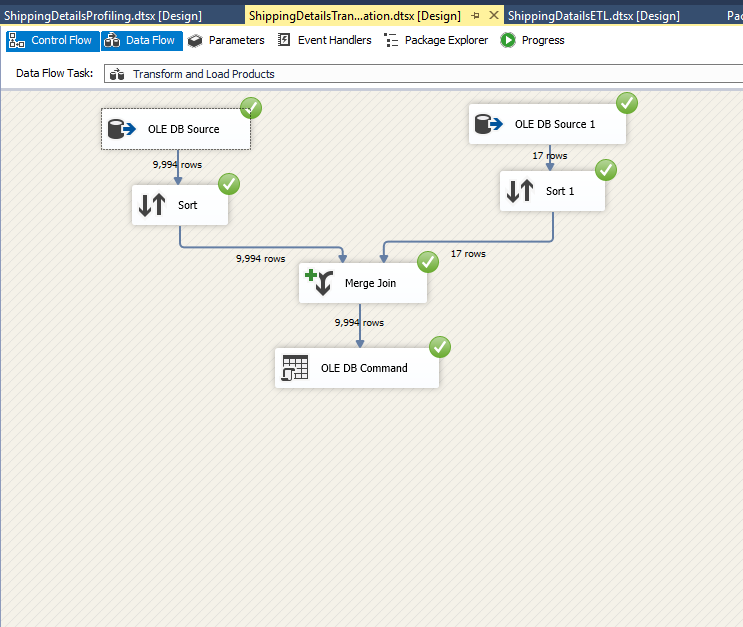 ShippingDetailsProfiling.dtsx [Design] ShippingDetailsTran...ation.dtsx [Design] ShippingDatailsETL.dtsx [Design] Pac
Control Flow Data Flow Parameters Event Handlers Package Explorer Progress
Data Flow Task: Transform and Load Products
OLE DB Source OLE DB Source 1
9,994 rows 17 rows
Sort Sort 1
9,994 rows 17 rows
Merge Join
9,994 rows
OLE DB Command